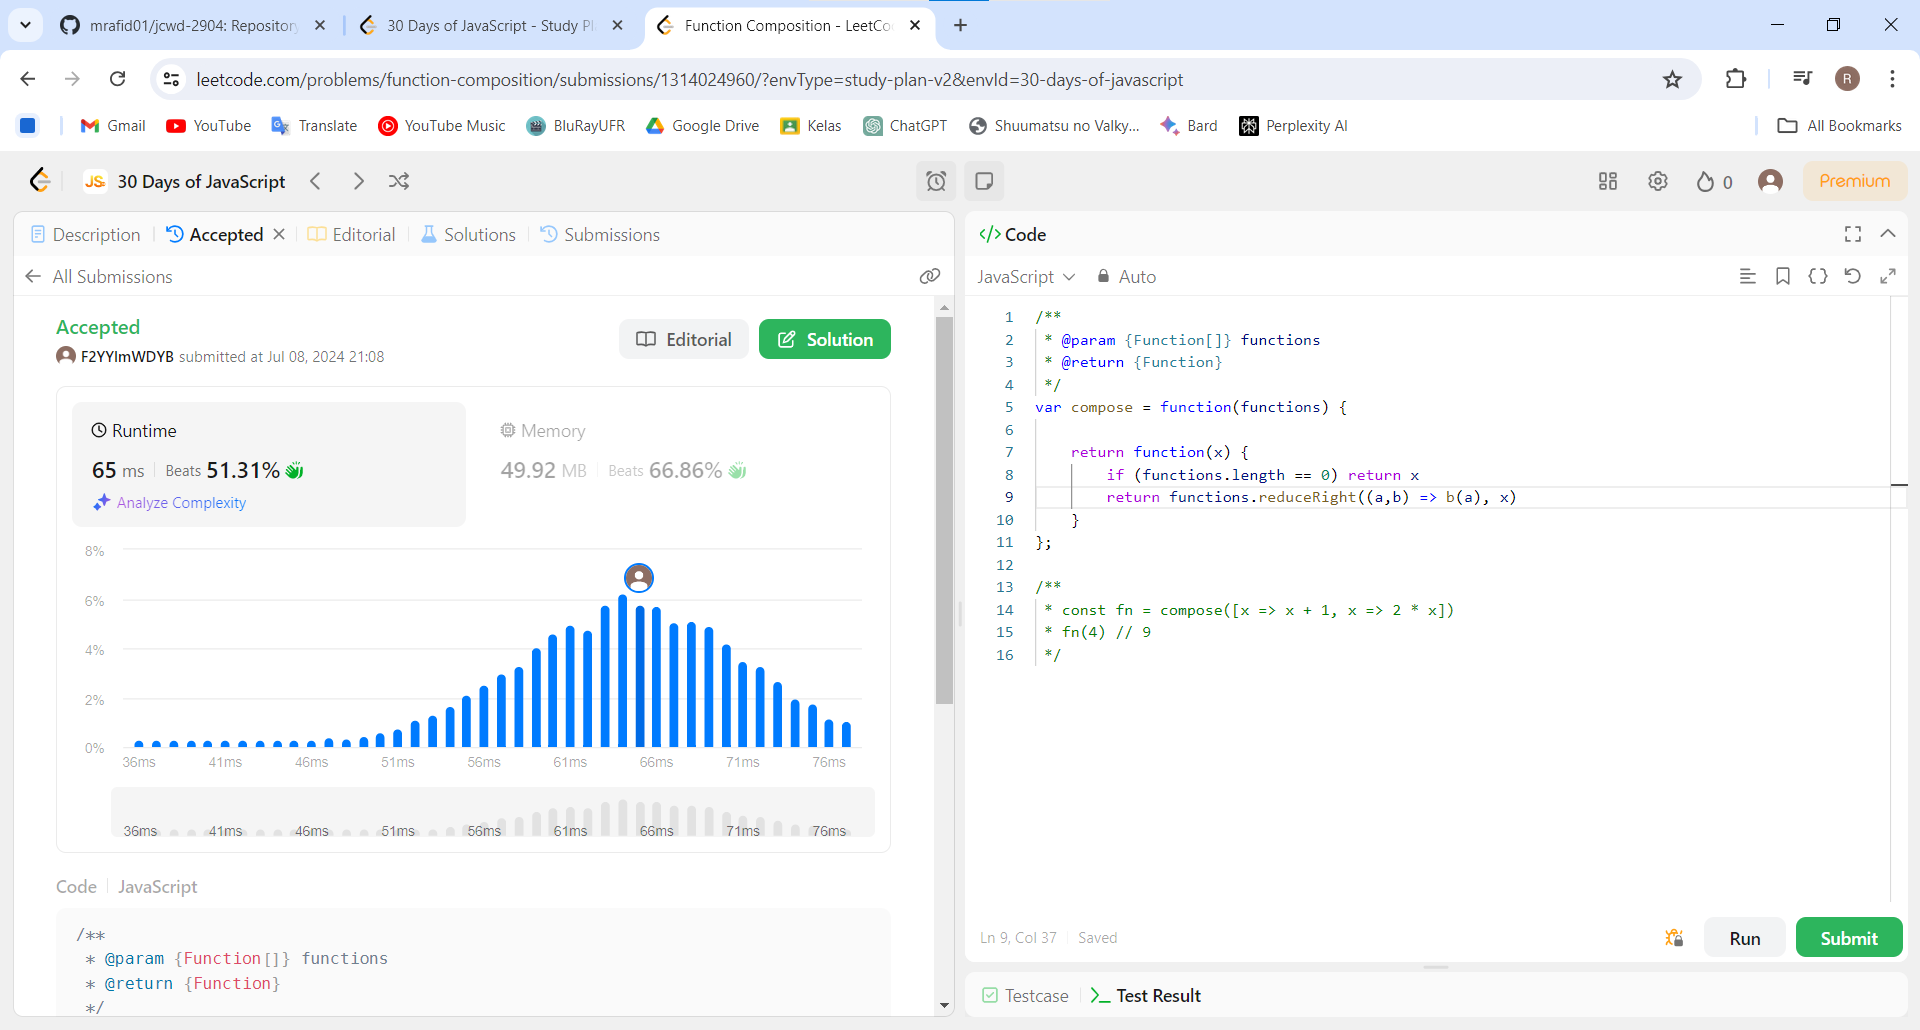 mrafid01/jcwd-2904: Repository
30 Days of JavaScript - Study Pl
Function Composition - LeetCo
leetcode.com/problems/function-composition/submissions/1314024960/?envType=study-plan-v2&envId=30-days-of-javascript
R
Gmail
YouTube
Translate
YouTube Music
BluRayUFR
Google Drive
Kelas
ChatGPT
Shuumatsu no Valky...
Bard
Perplexity AI
All Bookmarks
JS 30 Days of JavaScript
0
Premium
Description
Accepted
Editorial
Solutions
Submissions
All Submissions
Accepted
F2YYImWDYB submitted at Jul 08, 2024 21:08
Editorial
Solution
Runtime
65 ms Beats 51.31%
Analyze Complexity
Memory
49.92 MB Beats 66.86%
8%
6%
4%
2%
0%
36ms 41ms 46ms 51ms 56ms 61ms 66ms 71ms 76ms
36ms 41ms 46ms 51ms 56ms 61ms 66ms 71ms 76ms
Code JavaScript
/**
* @param {Function[]} functions
* @return {Function}
*/
</> Code
JavaScript
Auto
1 /**
2 * @param {Function[]} functions
3 * @return {Function}
4 */
5 var compose = function(functions) {
6
7 return function(x) {
8 if (functions.length == 0) return x
9 return functions.reduceRight((a,b) => b(a), x)
10 }
11 };
12
13 /**
14 * const fn = compose([x => x + 1, x => 2 * x])
15 * fn(4) // 9
16 */
Ln 9, Col 37 Saved
Run
Submit
Testcase
Test Result